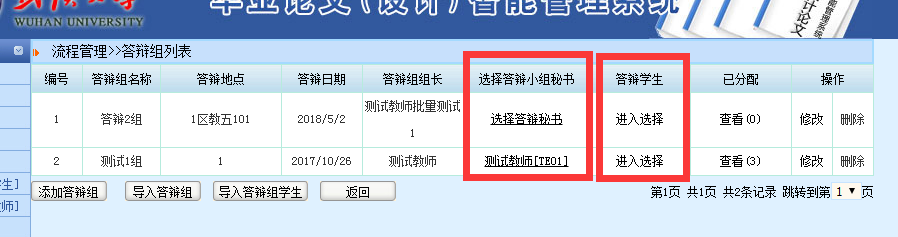 毕业论文(设计)智能管理系统
WUHAN UNIVERSITY
流程管理>>答辩组列表
编号 答辩组名称 答辩地点 答辩日期 答辩组组长 选择答辩小组秘书 答辩学生 已分配 操作
1 答辩2组 1区教五101 2018/5/2 测试教师批量测试1 选择答辩秘书 进入选择 查看(0) 修改 删除
2 测试1组 1 2017/10/26 测试教师 测试教师[TE01] 进入选择 查看(3) 修改 删除
添加答辩组 导入答辩组 导入答辩组学生 返回 第1页 共1页 共2条记录 跳转到第 1 页
生]
师]